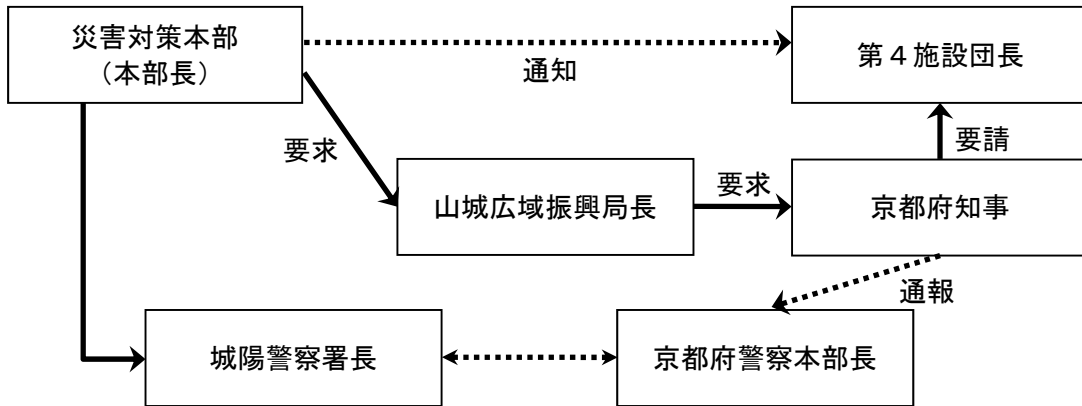 災害対策本部
（本部長）
通知
第４施設団長
要求
要請
山城広域振興局長
要求
京都府知事
通報
城陽警察署長
京都府警察本部長